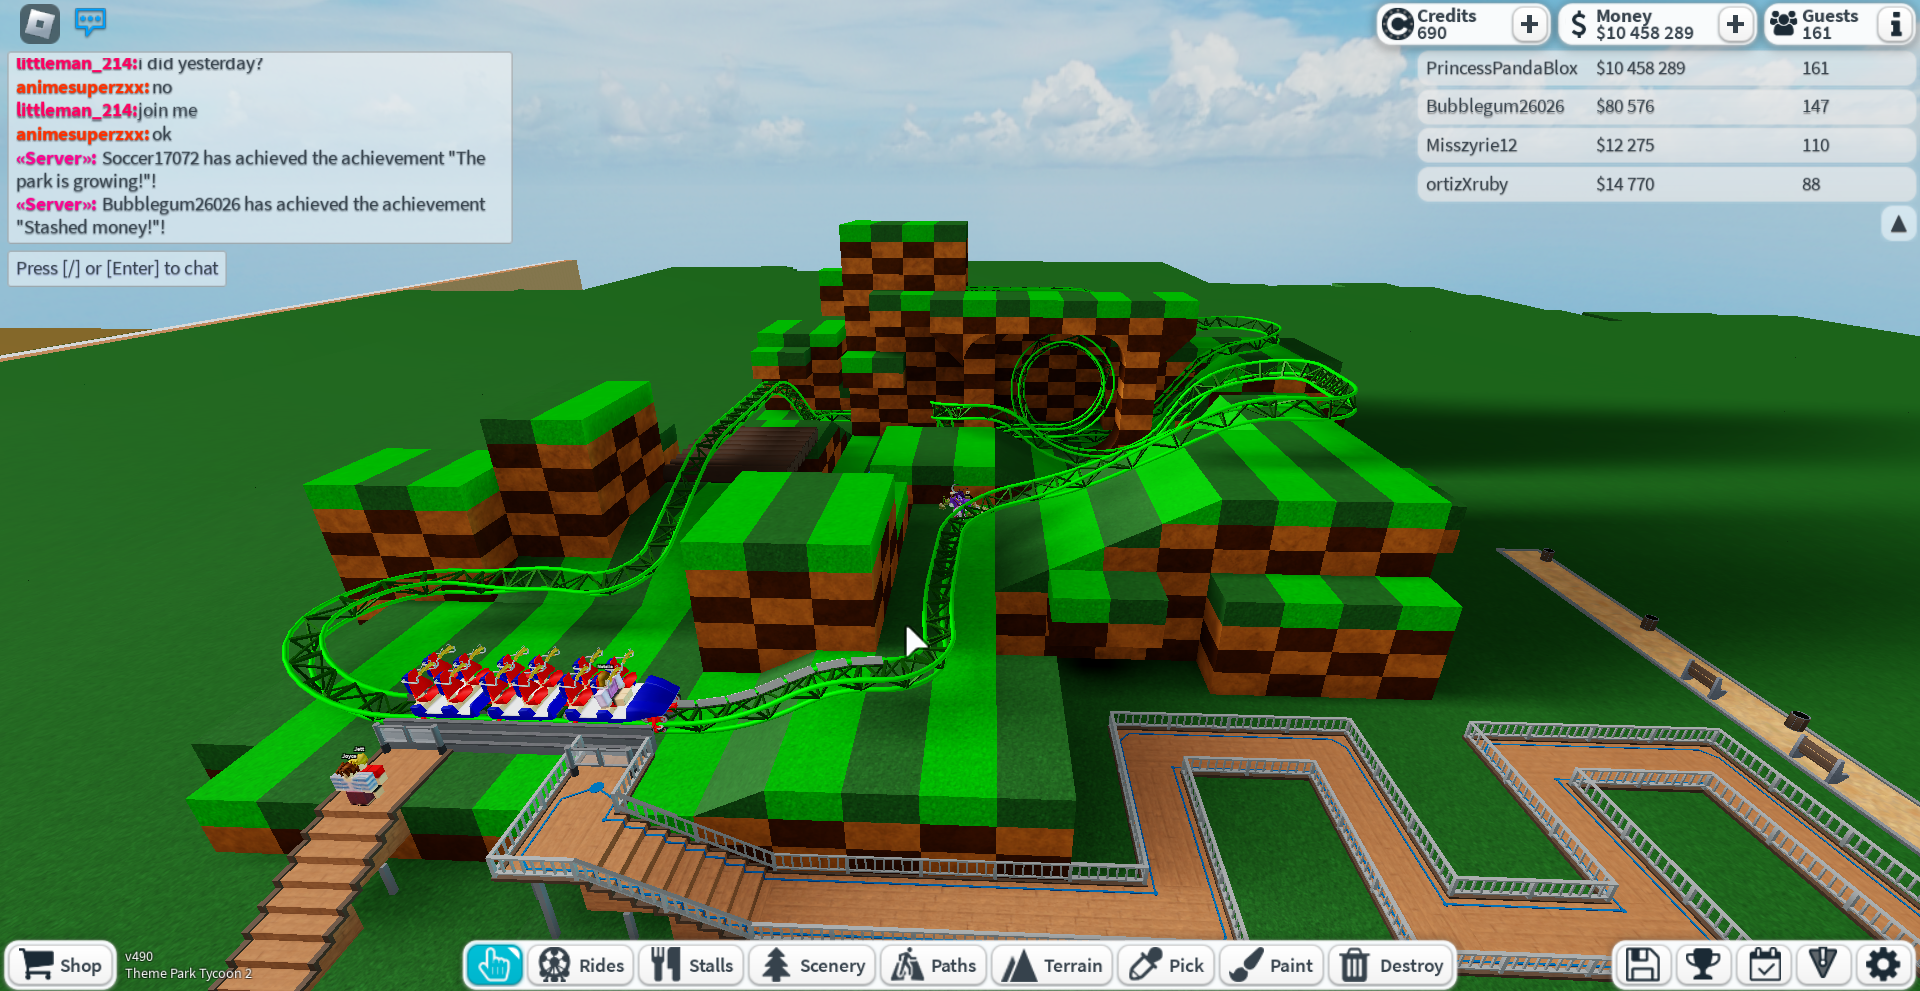 Credits
690
Money
$10 458 289
Guests
161
littleman_214:i did yesterday?
animesuperzxx: no
littleman_214:join me
animesuperzxx: ok
«Server»: Soccer17072 has achieved the achievement "The
park is growing!"!
«Server»: Bubblegum26026 has achieved the achievement
"Stashed money!"!
Press [/] or [Enter] to chat
PrincessPandaBlox $10 458 289 161
Bubblegum26026 $80 576 147
Misszyrie12 $12 275 110
ortizXruby $14 770 88
Shop
v490
Theme Park Tycoon 2
Rides
Stalls
Scenery
Paths
Terrain
Pick
Paint
Destroy